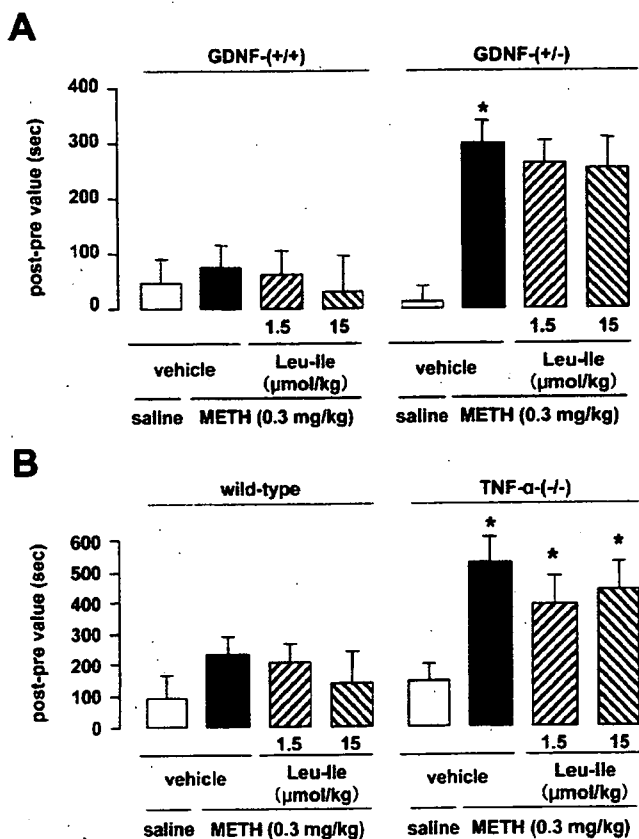 A
GDNF-(+/+) GDNF-(+/-)
400
300
200
100
0
post-pre value (sec)
*
1.5 15 1.5 15
vehicle Leu-Ile vehicle Leu-Ile
(μmol/kg) (μmol/kg)
saline METH (0.3 mg/kg) saline METH (0.3 mg/kg)
B
wild-type TNF-α-(-/-)
600
500
400
300
200
100
0
post-pre value (sec)
* * *
1.5 15 1.5 15
vehicle Leu-Ile vehicle Leu-Ile
(μmol/kg) (μmol/kg)
saline METH (0.3 mg/kg) saline METH (0.3 mg/kg)